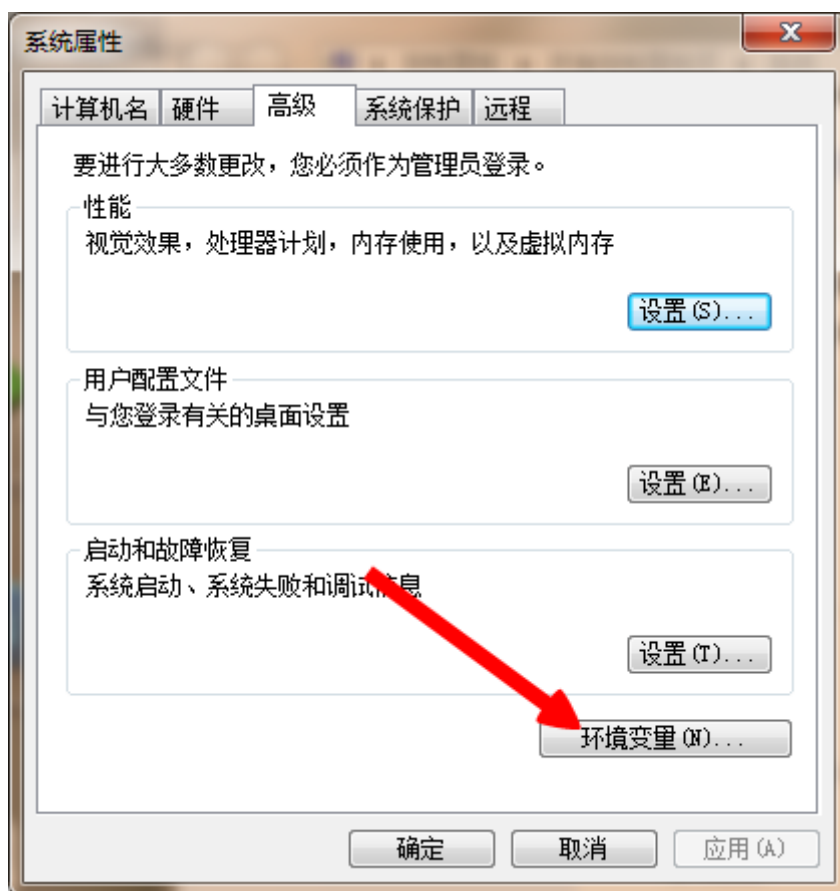 系统属性
计算机名 硬件 高级 系统保护 远程
要进行大多数更改，您必须作为管理员登录。
性能
视觉效果，处理器计划，内存使用，以及虚拟内存
设置(S)...
用户配置文件
与您登录有关的桌面设置
设置(E)...
启动和故障恢复
系统启动、系统失败和调试信息
设置(T)...
环境变量(N)...
确定 取消 应用(A)